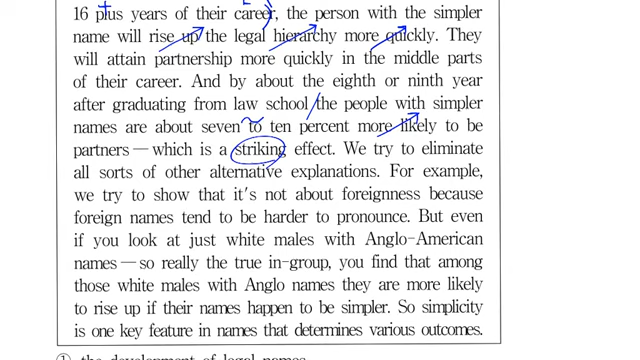 16 plus years of their career, the person with the simpler
name will rise up the legal hierarchy more quickly. They
will attain partnership more quickly in the middle parts
of their career. And by about the eighth or ninth year
after graduating from law school the people with simpler
names are about seven to ten percent more likely to be
partners — which is a striking effect. We try to eliminate
all sorts of other alternative explanations. For example,
we try to show that it's not about foreignness because
foreign names tend to be harder to pronounce. But even
if you look at just white males with Anglo-American
names — so really the true in-group, you find that among
those white males with Anglo names they are more likely
to rise up if their names happen to be simpler. So simplicity
is one key feature in names that determines various outcomes.
① the development of legal names